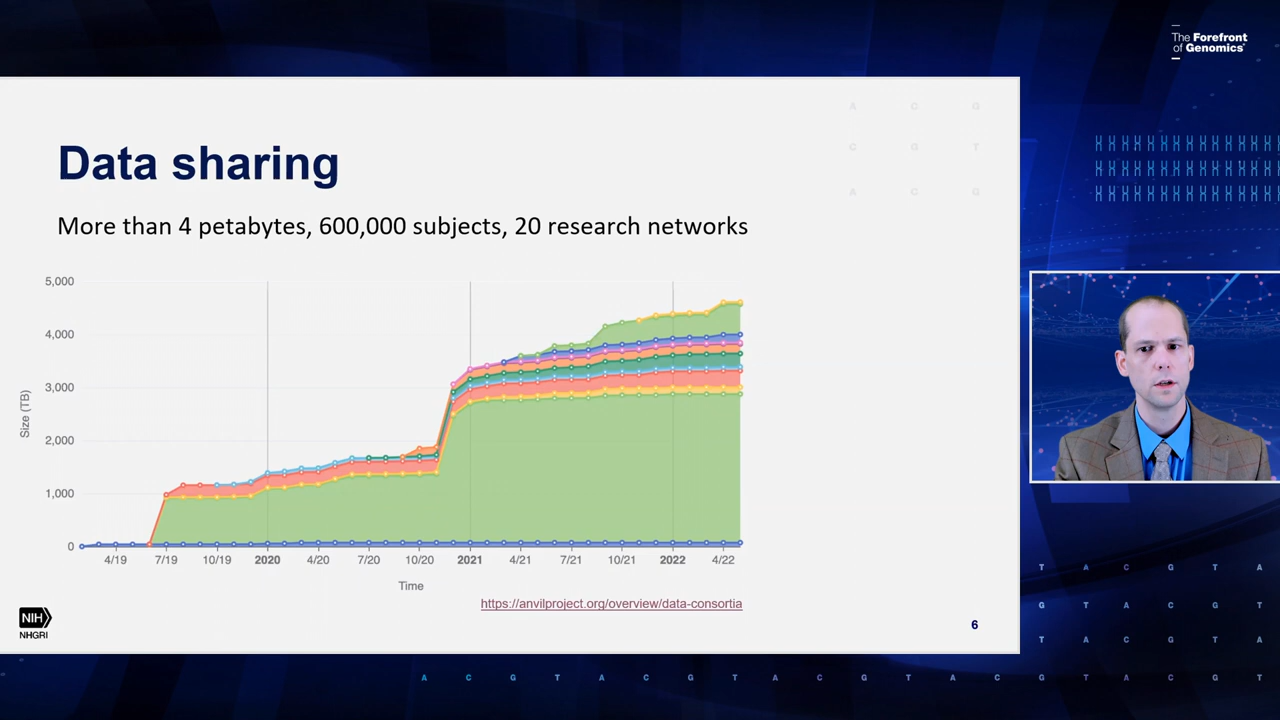 The Forefront
of Genomics®
A C G
C G T
A C G
Data sharing
More than 4 petabytes, 600,000 subjects, 20 research networks
5,000
4,000
3,000
2,000
1,000
0
Size (TB)
4/19 7/19 10/19 2020 4/20 7/20 10/20 2021 4/21 7/21 10/21 2022 4/22
Time
https://anvilproject.org/overview/data-consortia
NIH
NHGRI
6
T A C G T A
G T A C G T
T A C G T A
A C G T A C G T A C G T A C G T A C G T